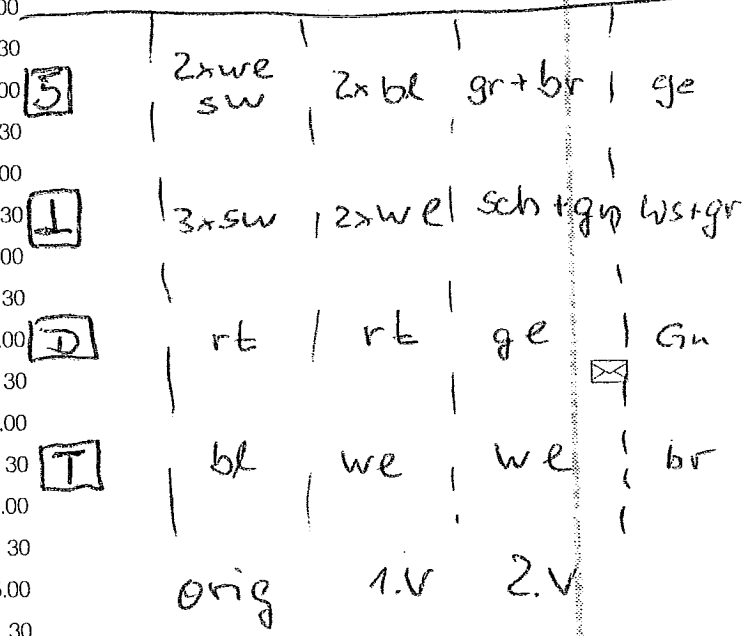 00
30
2xwe
00 5 2xbl gr+br ge
sw
30
00
30 ⊥ 3xsw 2xwe sch+gn ws+gr
00
30
.00 D rt rt ge Gn
30
.00
30 T bl we we br
.00
30
.00 orig 1.V 2.V
30